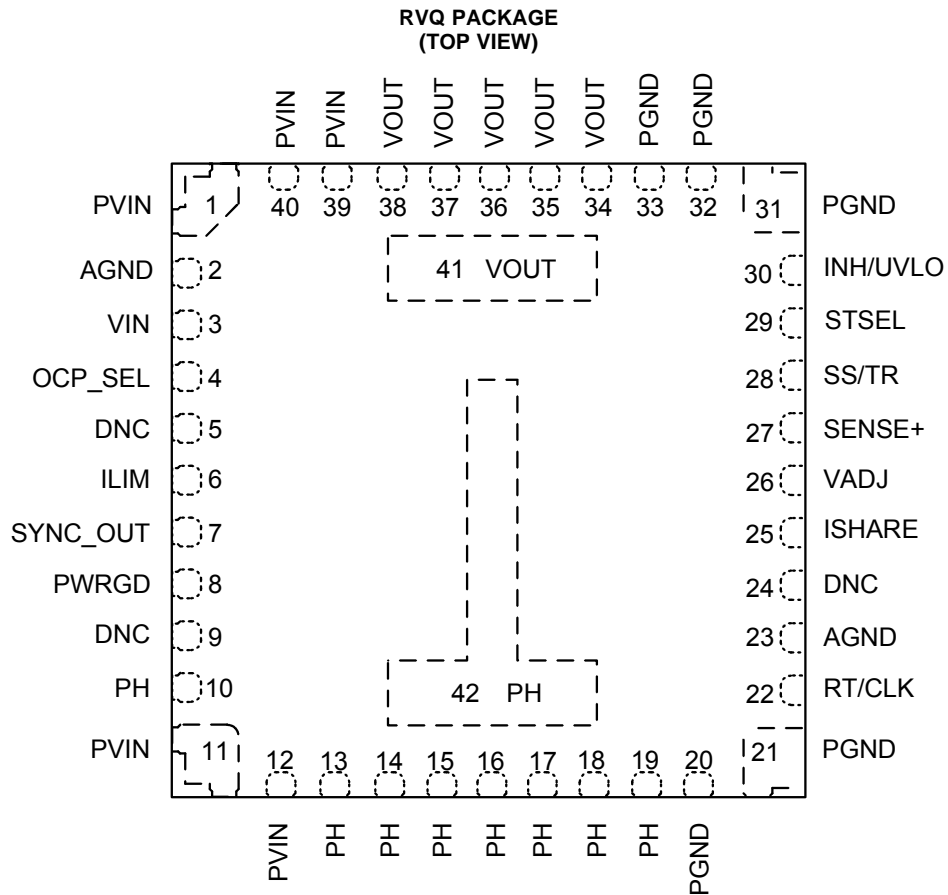 RVQ PACKAGE
(TOP VIEW)
PVIN
PVIN
VOUT
VOUT
VOUT
VOUT
VOUT
PGND
PGND
40
39
38
37
36
35
34
33
32
PVIN 1
31 PGND
AGND 2
41 VOUT
30 INH/UVLO
VIN 3
29 STSEL
OCP_SEL 4
28 SS/TR
DNC 5
27 SENSE+
ILIM 6
26 VADJ
SYNC_OUT 7
25 ISHARE
PWRGD 8
24 DNC
DNC 9
23 AGND
PH 10
42 PH
22 RT/CLK
PVIN 11
21 PGND
12
13
14
15
16
17
18
19
20
PVIN
PH
PH
PH
PH
PH
PH
PH
PGND